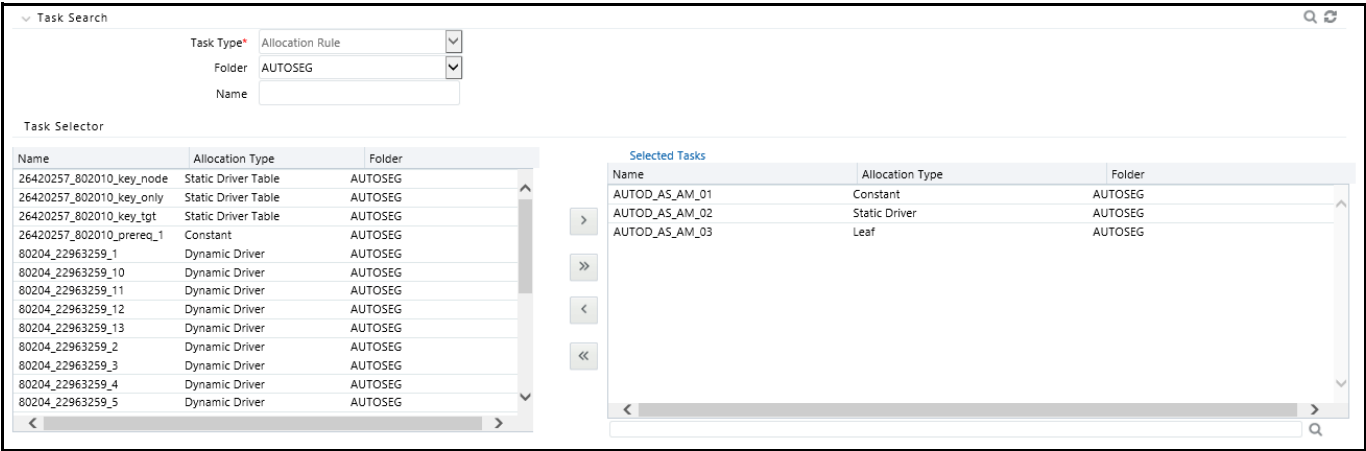 Task Search
Task Type* Allocation Rule
Folder AUTOSEG
Name
Task Selector
Name Allocation Type Folder
26420257_802010_key_node Static Driver Table AUTOSEG
26420257_802010_key_only Static Driver Table AUTOSEG
26420257_802010_key_tgt Static Driver Table AUTOSEG
26420257_802010_prereq_1 Constant AUTOSEG
80204_22963259_1 Dynamic Driver AUTOSEG
80204_22963259_10 Dynamic Driver AUTOSEG
80204_22963259_11 Dynamic Driver AUTOSEG
80204_22963259_12 Dynamic Driver AUTOSEG
80204_22963259_13 Dynamic Driver AUTOSEG
80204_22963259_2 Dynamic Driver AUTOSEG
80204_22963259_3 Dynamic Driver AUTOSEG
80204_22963259_4 Dynamic Driver AUTOSEG
80204_22963259_5 Dynamic Driver AUTOSEG
Selected Tasks
Name Allocation Type Folder
AUTOD_AS_AM_01 Constant AUTOSEG
AUTOD_AS_AM_02 Static Driver AUTOSEG
AUTOD_AS_AM_03 Leaf AUTOSEG